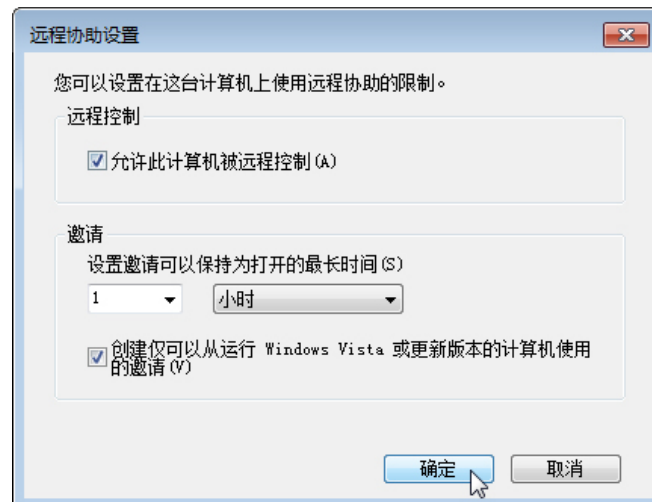 远程协助设置
您可以设置在这台计算机上使用远程协助的限制。
远程控制
允许此计算机被远程控制(A)
邀请
设置邀请可以保持为打开的最长时间(S)
1 小时
创建仅可以从运行 Windows Vista 或更新版本的计算机使用
的邀请(V)
确定 取消